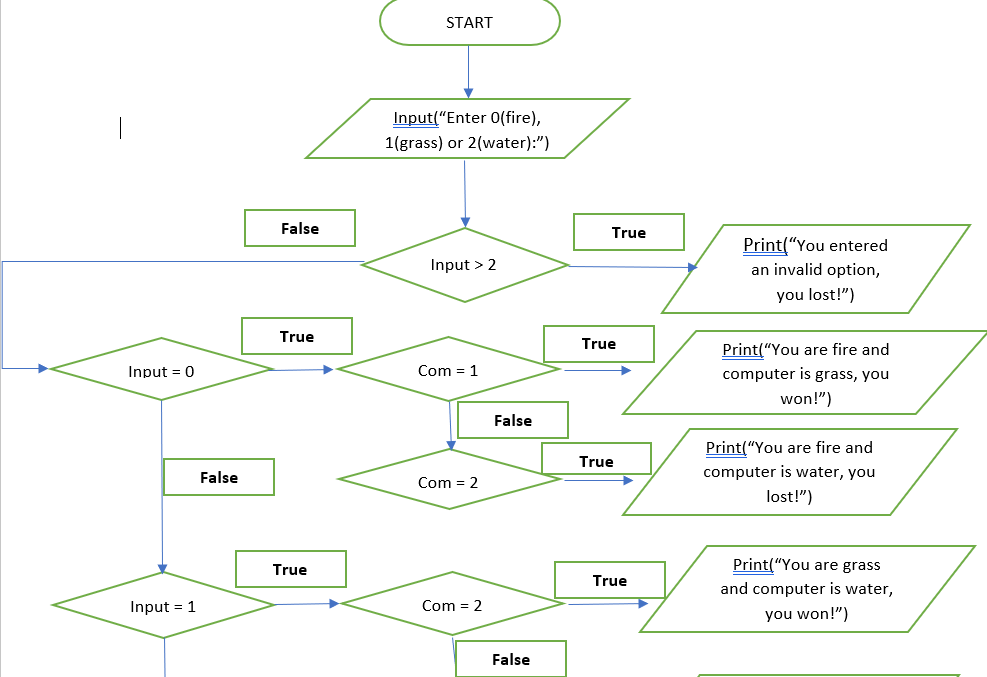 START
Input(“Enter 0(fire),
1(grass) or 2(water):”)
False
True
Input > 2
Print(“You entered
an invalid option,
you lost!”)
True
True
Input = 0
Com = 1
Print(“You are fire and
computer is grass, you
won!”)
False
False
True
Com = 2
Print(“You are fire and
computer is water, you
lost!”)
True
True
Input = 1
Com = 2
Print(“You are grass
and computer is water,
you won!”)
False